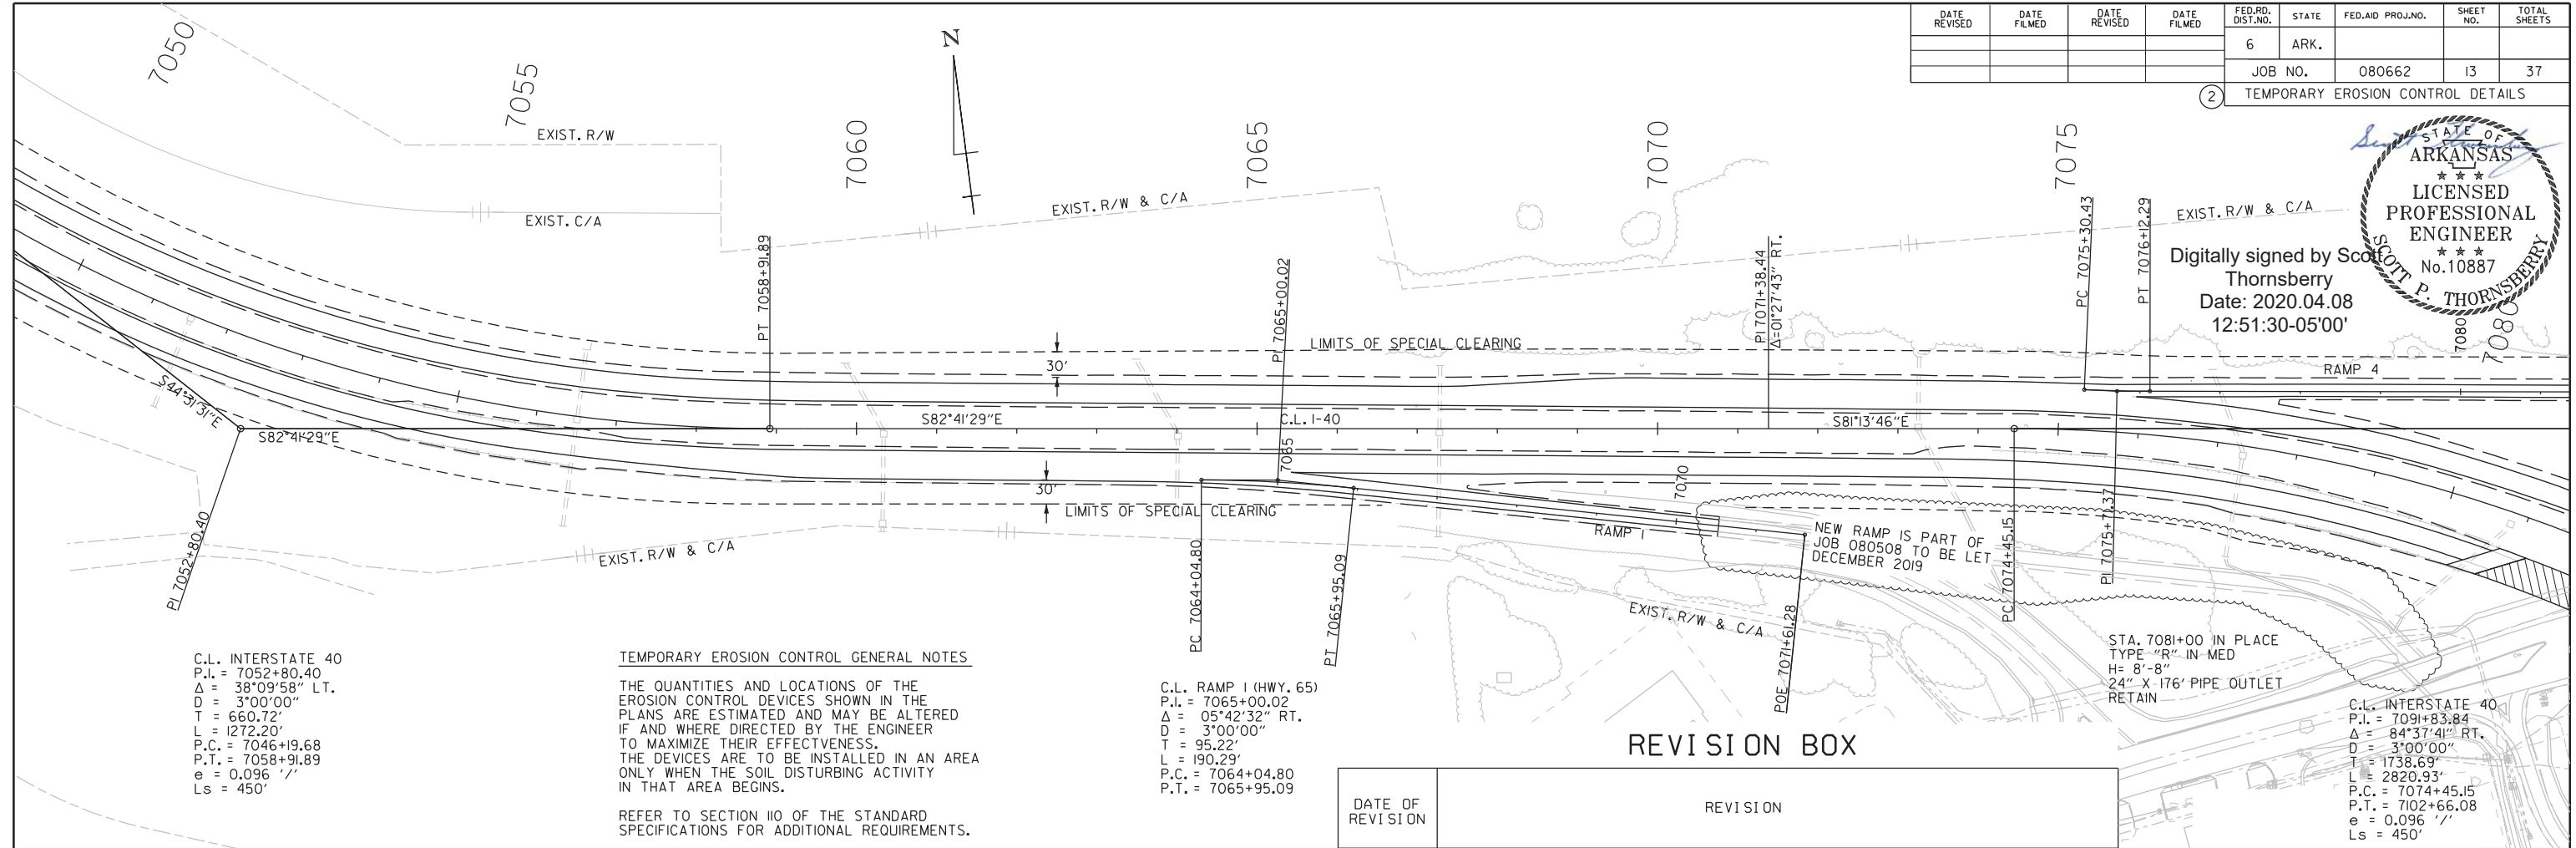 DATE REVISED
DATE FILMED
DATE REVISED
DATE FILMED
FED.RD. DIST.NO.
STATE
FED.AID PROJ.NO.
SHEET NO.
TOTAL SHEETS
6
ARK.
JOB NO.
080662
13
37
2
TEMPORARY EROSION CONTROL DETAILS
STATE OF
ARKANSAS
LICENSED
PROFESSIONAL
ENGINEER
No.10887
SCOTT P. THORNSBERRY
Digitally signed by Scott
Thornsberry
Date: 2020.04.08
12:51:30-05'00'
7050
7055
7060
7065
7070
7075
7080
7080
N
EXIST. R/W
EXIST. C/A
EXIST. R/W & C/A
EXIST. R/W & C/A
PT 7058+91.89
PI 7065+00.02
PI 7071+38.44
Δ=01°27'43" RT.
PC 7075+30.43
PT 7076+12.29
LIMITS OF SPECIAL CLEARING
30'
RAMP 4
S44°31'31"E
S82°41'29"E
S82°41'29"E
C.L. I-40
S81°13'46"E
7065
7070
30'
LIMITS OF SPECIAL CLEARING
EXIST. R/W & C/A
RAMP 1
NEW RAMP IS PART OF
JOB 080508 TO BE LET
DECEMBER 2019
PI 7052+80.40
PC 7064+04.80
PT 7065+95.09
EXIST. R/W & C/A
POE 7071+61.28
PC 7074+45.15
PI 7075+71.37
STA. 7081+00 IN PLACE
TYPE "R" IN MED
H= 8'-8"
24" X 176' PIPE OUTLET
RETAIN
C.L. INTERSTATE 40
P.I. = 7052+80.40
Δ = 38°09'58" LT.
D = 3°00'00"
T = 660.72'
L = 1272.20'
P.C. = 7046+19.68
P.T. = 7058+91.89
e = 0.096 '/'
Ls = 450'
TEMPORARY EROSION CONTROL GENERAL NOTES
THE QUANTITIES AND LOCATIONS OF THE
EROSION CONTROL DEVICES SHOWN IN THE
PLANS ARE ESTIMATED AND MAY BE ALTERED
IF AND WHERE DIRECTED BY THE ENGINEER
TO MAXIMIZE THEIR EFFECTVENESS.
THE DEVICES ARE TO BE INSTALLED IN AN AREA
ONLY WHEN THE SOIL DISTURBING ACTIVITY
IN THAT AREA BEGINS.
REFER TO SECTION 110 OF THE STANDARD
SPECIFICATIONS FOR ADDITIONAL REQUIREMENTS.
C.L. RAMP 1 (HWY. 65)
P.I. = 7065+00.02
Δ = 05°42'32" RT.
D = 3°00'00"
T = 95.22'
L = 190.29'
P.C. = 7064+04.80
P.T. = 7065+95.09
C.L. INTERSTATE 40
P.I. = 7091+83.84
Δ = 84°37'41" RT.
D = 3°00'00"
T = 1738.69'
L = 2820.93'
P.C. = 7074+45.15
P.T. = 7102+66.08
e = 0.096 '/'
Ls = 450'
REVISION BOX
DATE OF
REVISION
REVISION